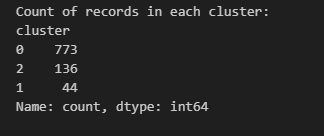 Count of records in each cluster:
cluster
0    773
2    136
1     44
Name: count, dtype: int64